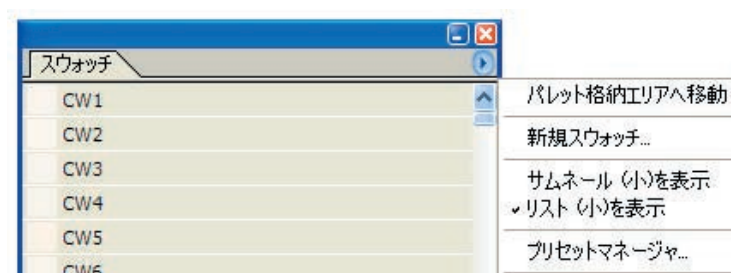 スウォッチ
CW1
CW2
CW3
CW4
CW5
CW6
パレット格納エリアへ移動
新規スウォッチ...
サムネール (小)を表示
✓リスト (小)を表示
プリセットマネージャ...